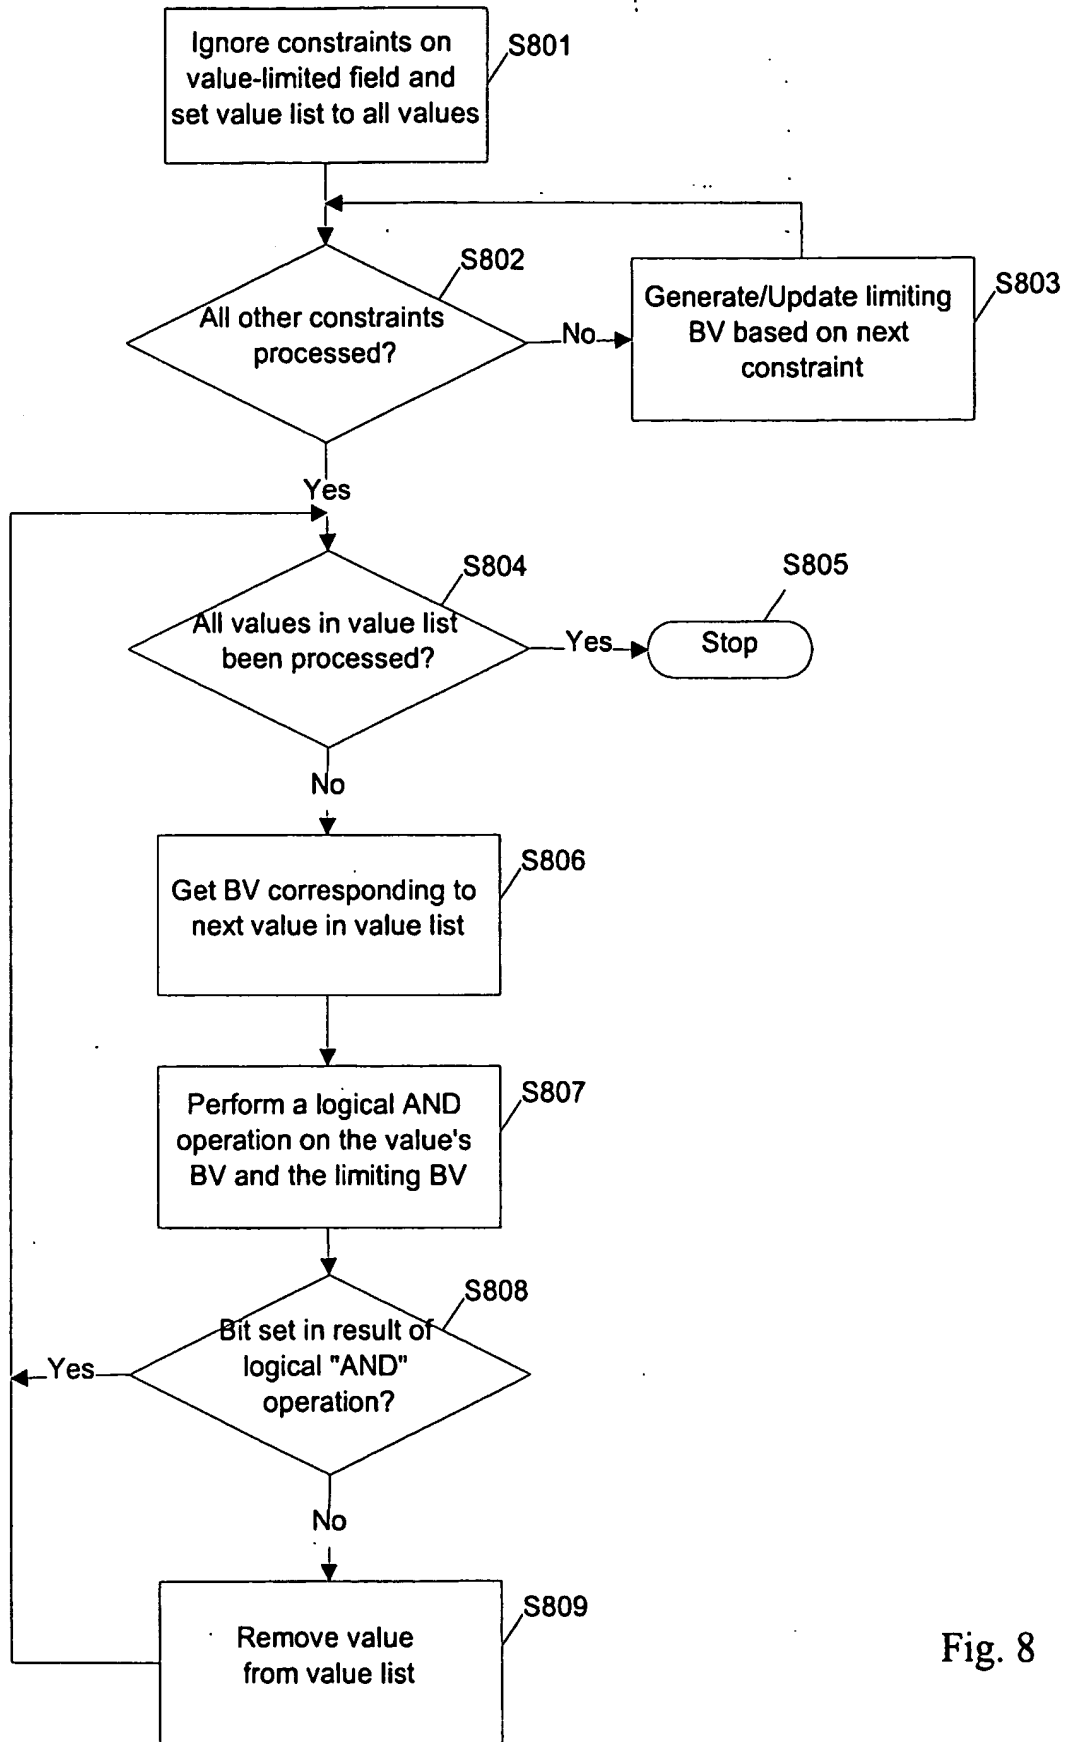 Ignore constraints on
value-limited field and
set value list to all values
S801
All other constraints
processed?
S802
No
Generate/Update limiting
BV based on next
constraint
S803
Yes
All values in value list
been processed?
S804
Yes
Stop
S805
No
Get BV corresponding to
next value in value list
S806
Perform a logical AND
operation on the value's
BV and the limiting BV
S807
Bit set in result of
logical "AND"
operation?
S808
Yes
No
Remove value
from value list
S809
Fig. 8